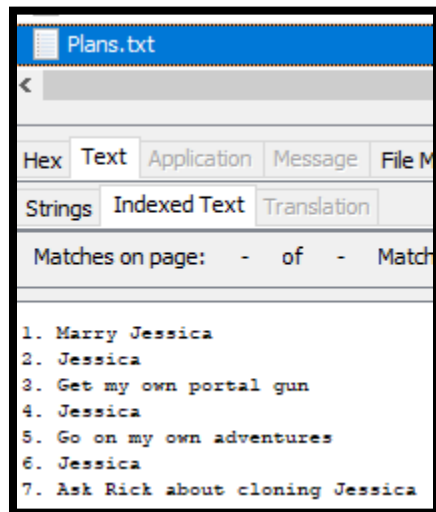 Plans.txt
Hex Text Application Message File M
Strings Indexed Text Translation
Matches on page: - of - Match
1. Marry Jessica
2. Jessica
3. Get my own portal gun
4. Jessica
5. Go on my own adventures
6. Jessica
7. Ask Rick about cloning Jessica